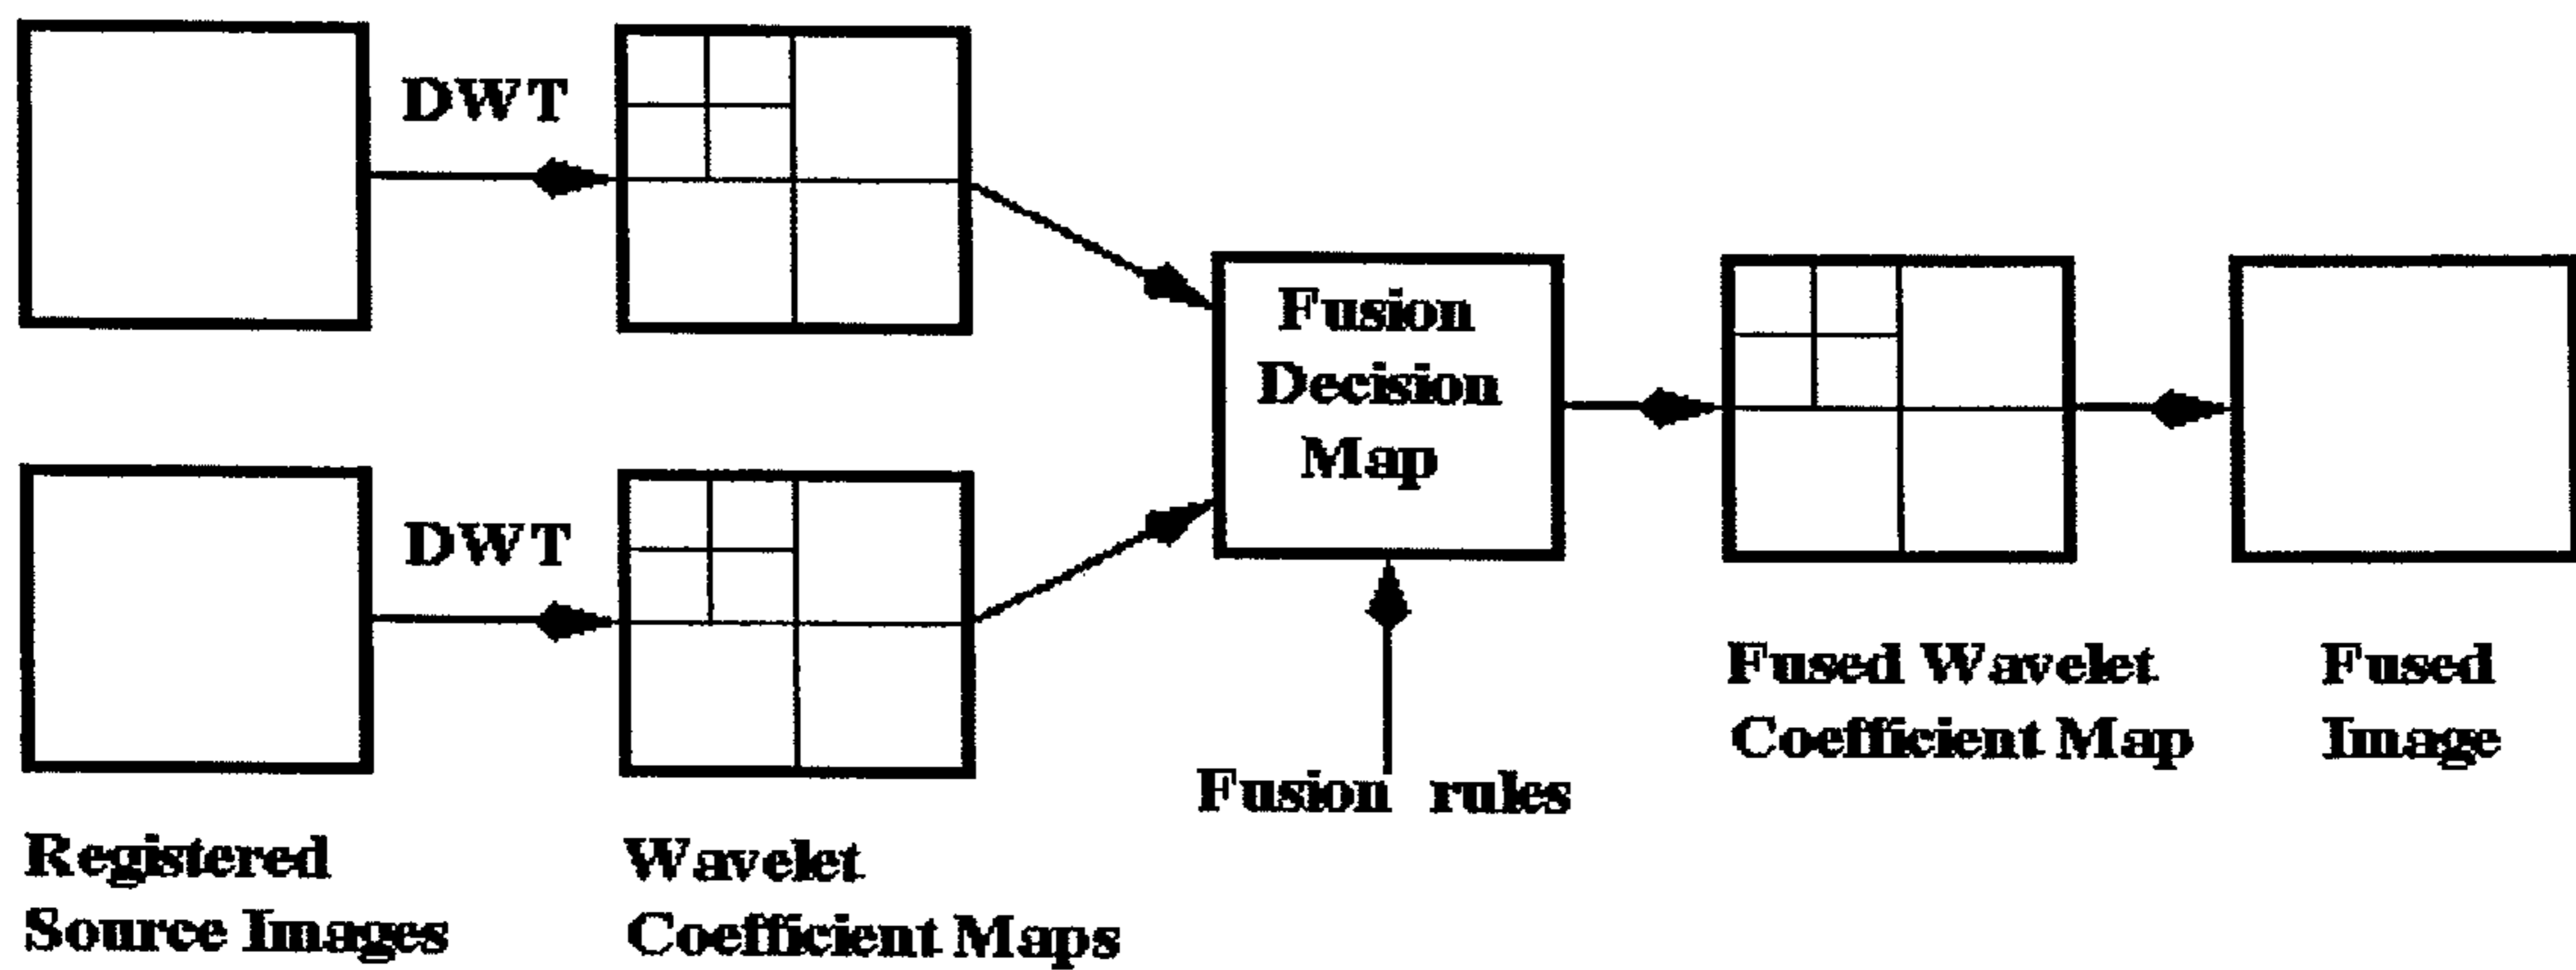 DWT
DWT
Fusion
Decision
Map
Fusion rules
Registered
Source Images
Wavelet
Coefficient Maps
Fused Wavelet
Coefficient Map
Fused
Image